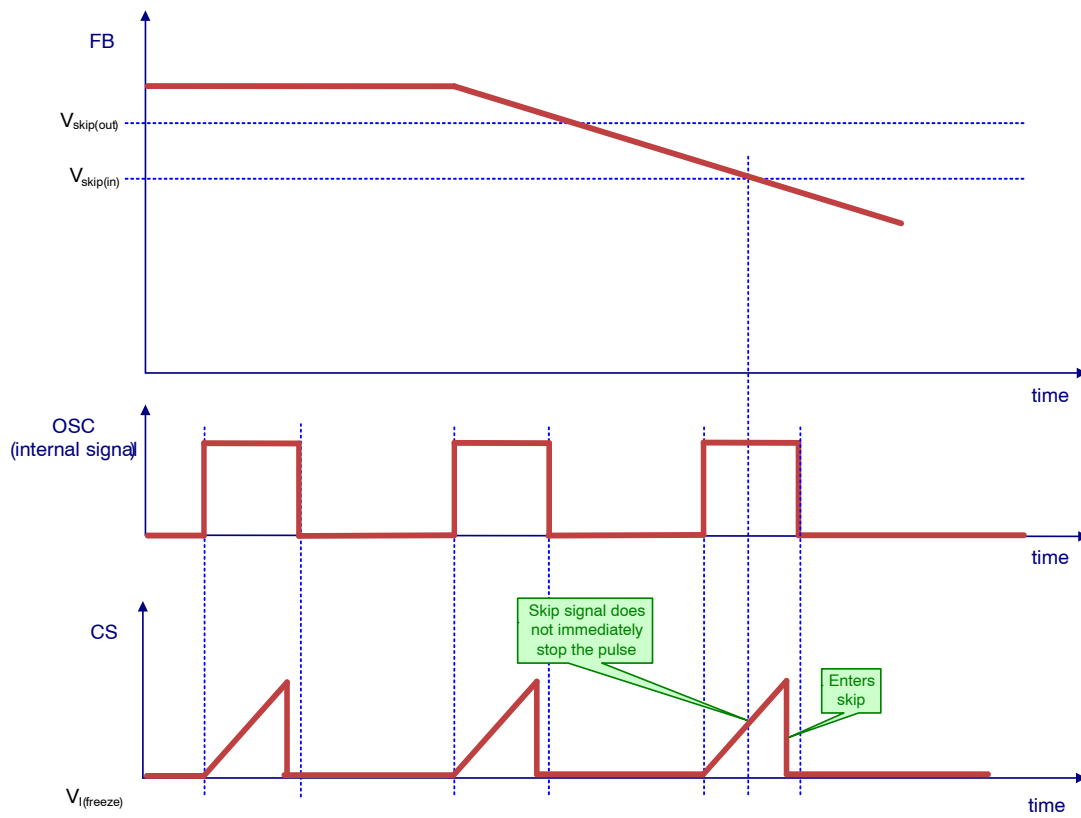 FB
Vskip(out)
Vskip(in)
time
OSC
(internal signal)
time
CS
Skip signal does
not immediately
stop the pulse
Enters
skip
VI(freeze)
time